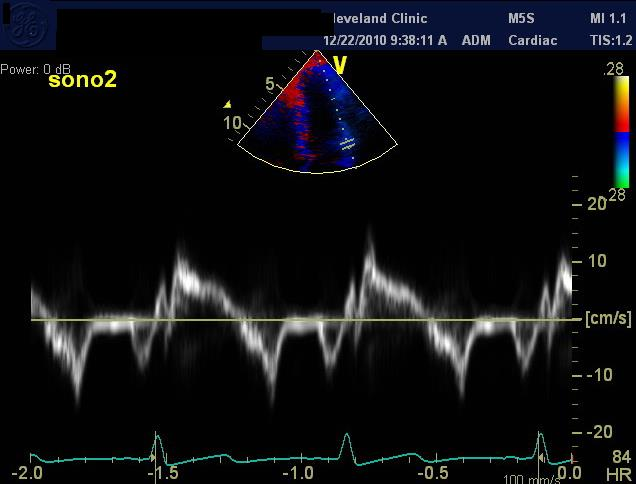 leveland Clinic M5S MI 1.1
12/22/2010 9:38:11 A ADM Cardiac TIS:1.2
Power: 0 dB
sono2
V
.28
5
10
-.28
20
10
[cm/s]
-10
-20
84
HR
-2.0 -1.5 -1.0 -0.5 0.0
100 mm/s